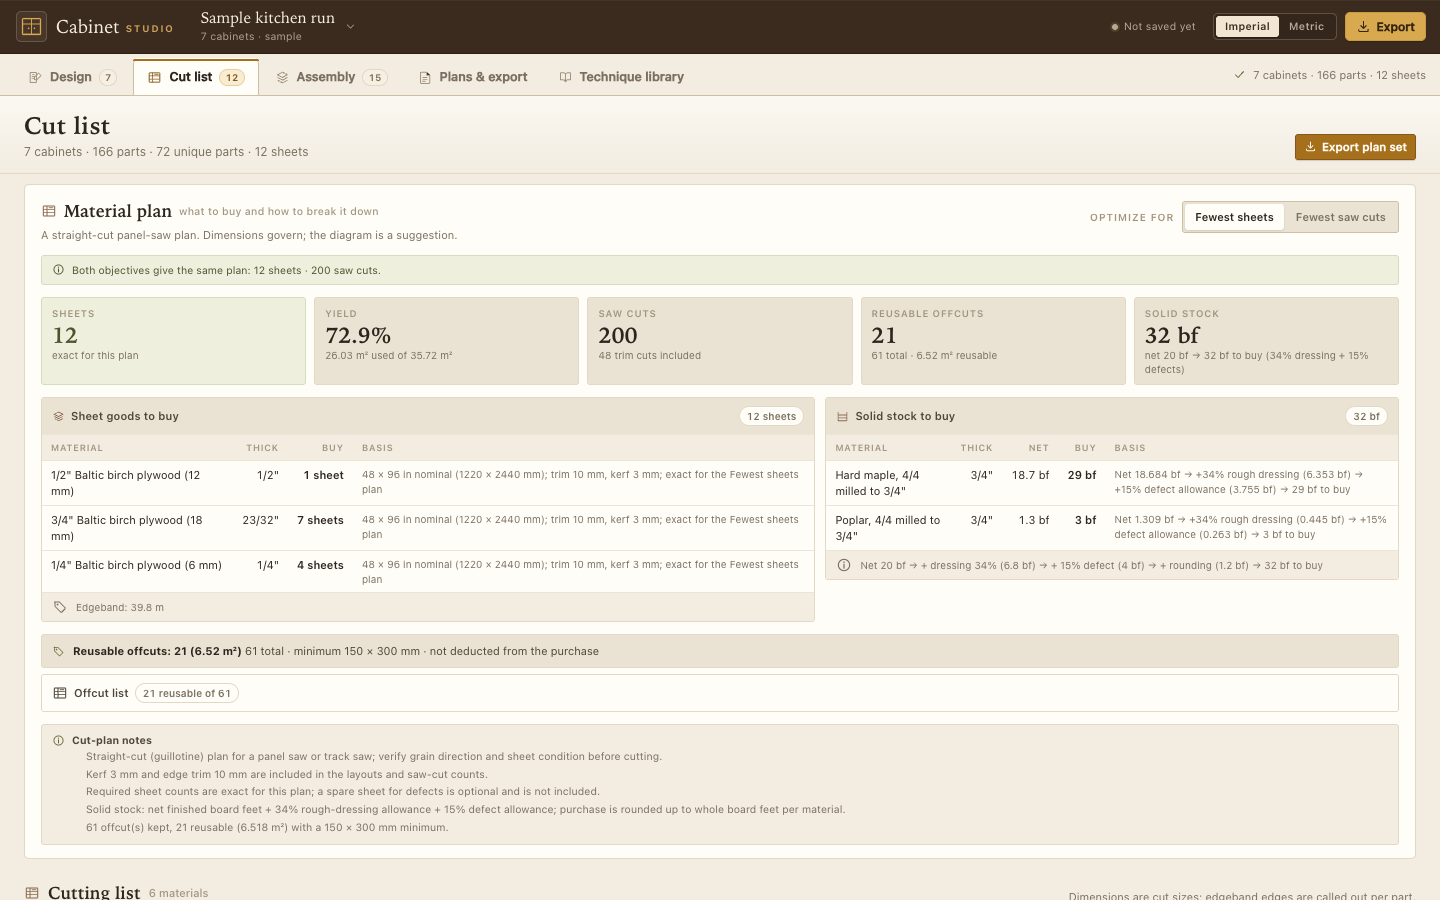 Cabinet STUDIO
Sample kitchen run
7 cabinets · sample
Not saved yet
Imperial
Metric
Export
Design 7
Cut list 12
Assembly 15
Plans & export
Technique library
7 cabinets · 166 parts · 12 sheets
Cut list
7 cabinets · 166 parts · 72 unique parts · 12 sheets
Export plan set
Material plan what to buy and how to break it down
A straight-cut panel-saw plan. Dimensions govern; the diagram is a suggestion.
OPTIMIZE FOR
Fewest sheets
Fewest saw cuts
Both objectives give the same plan: 12 sheets · 200 saw cuts.
SHEETS
12
exact for this plan
YIELD
72.9%
26.03 m² used of 35.72 m²
SAW CUTS
200
48 trim cuts included
REUSABLE OFFCUTS
21
61 total · 6.52 m² reusable
SOLID STOCK
32 bf
net 20 bf → 32 bf to buy (34% dressing + 15%
defects)
Sheet goods to buy
12 sheets
MATERIAL THICK BUY BASIS
1/2" Baltic birch plywood (12
mm)
1/2"
1 sheet
48 × 96 in nominal (1220 × 2440 mm); trim 10 mm, kerf 3 mm; exact for the Fewest sheets
plan
3/4" Baltic birch plywood (18
mm)
23/32"
7 sheets
48 × 96 in nominal (1220 × 2440 mm); trim 10 mm, kerf 3 mm; exact for the Fewest sheets
plan
1/4" Baltic birch plywood (6 mm)
1/4"
4 sheets
48 × 96 in nominal (1220 × 2440 mm); trim 10 mm, kerf 3 mm; exact for the Fewest sheets
plan
Edgeband: 39.8 m
Solid stock to buy
32 bf
MATERIAL THICK NET BUY BASIS
Hard maple, 4/4
milled to 3/4"
3/4"
18.7 bf
29 bf
Net 18.684 bf → +34% rough dressing (6.353 bf) →
+15% defect allowance (3.755 bf) → 29 bf to buy
Poplar, 4/4 milled to
3/4"
3/4"
1.3 bf
3 bf
Net 1.309 bf → +34% rough dressing (0.445 bf) → +15%
defect allowance (0.263 bf) → 3 bf to buy
Net 20 bf → + dressing 34% (6.8 bf) → + 15% defect (4 bf) → + rounding (1.2 bf) → 32 bf to buy
Reusable offcuts: 21 (6.52 m²) 61 total · minimum 150 × 300 mm · not deducted from the purchase
Offcut list 21 reusable of 61
Cut-plan notes
Straight-cut (guillotine) plan for a panel saw or track saw; verify grain direction and sheet condition before cutting.
Kerf 3 mm and edge trim 10 mm are included in the layouts and saw-cut counts.
Required sheet counts are exact for this plan; a spare sheet for defects is optional and is not included.
Solid stock: net finished board feet + 34% rough-dressing allowance + 15% defect allowance; purchase is rounded up to whole board feet per material.
61 offcut(s) kept, 21 reusable (6.518 m²) with a 150 × 300 mm minimum.
Cutting list 6 materials
Dimensions are cut sizes; edgeband edges are called out per part.